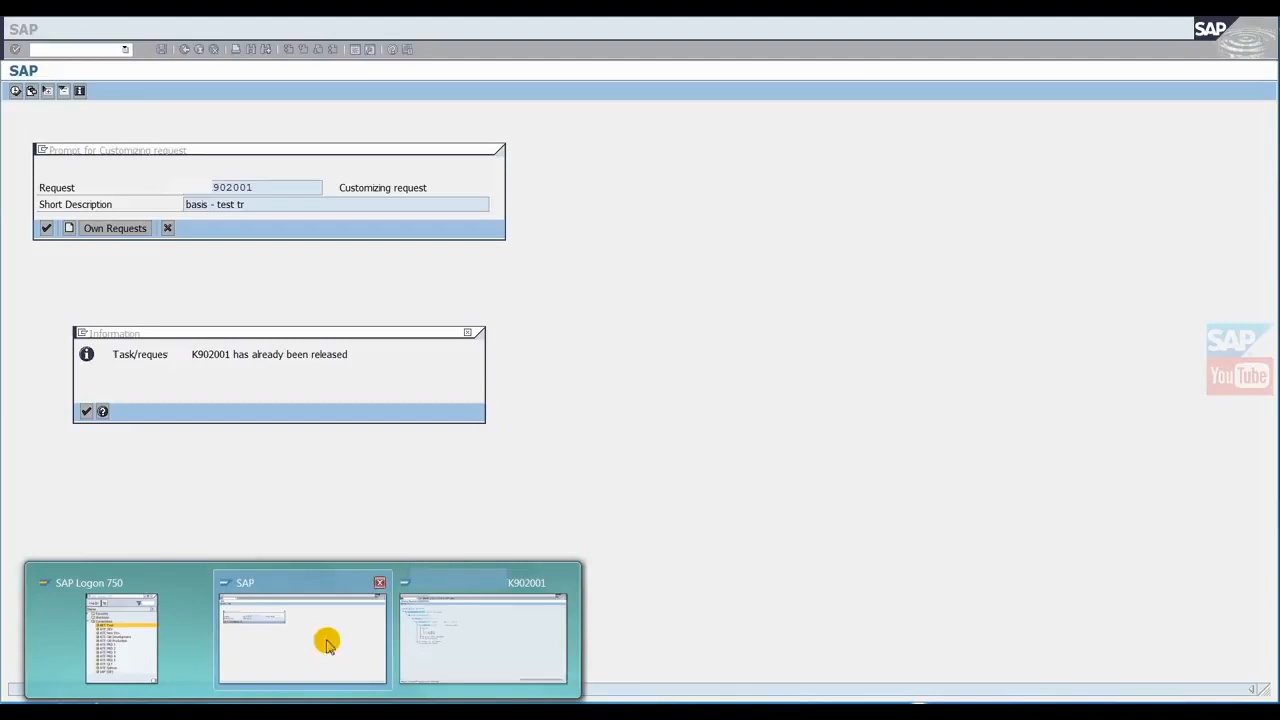 SAP
SAP
SAP
Prompt for Customizing request
Request 902001 Customizing request
Short Description basis - test tr
Own Requests
SAP
YouTube
Information
Task/reques K902001 has already been released
SAP Logon 750
SAP
K902001